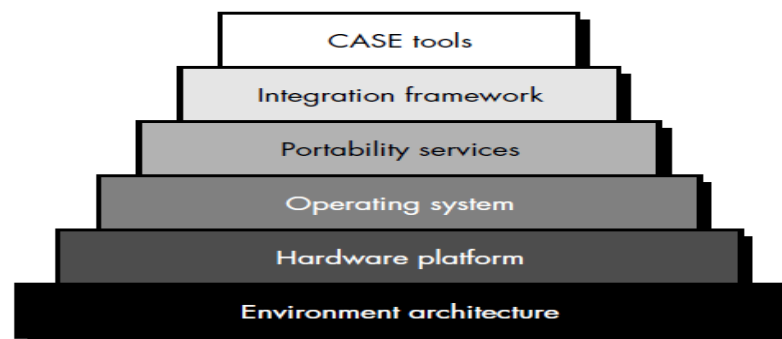 CASE tools
Integration framework
Portability services
Operating system
Hardware platform
Environment architecture